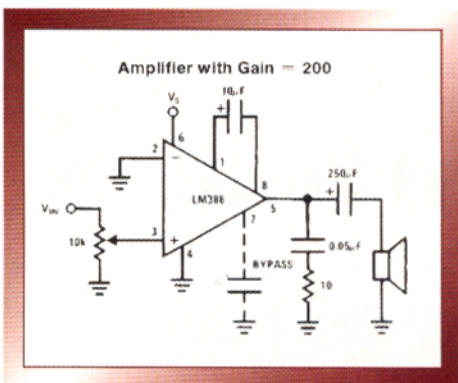 Amplifier with Gain = 200
10µF
+
V_S
6
2
−
1
8
LM386
250µF
+
5
7
V_IN
10k
3
+
4
BYPASS
0.05µF
10